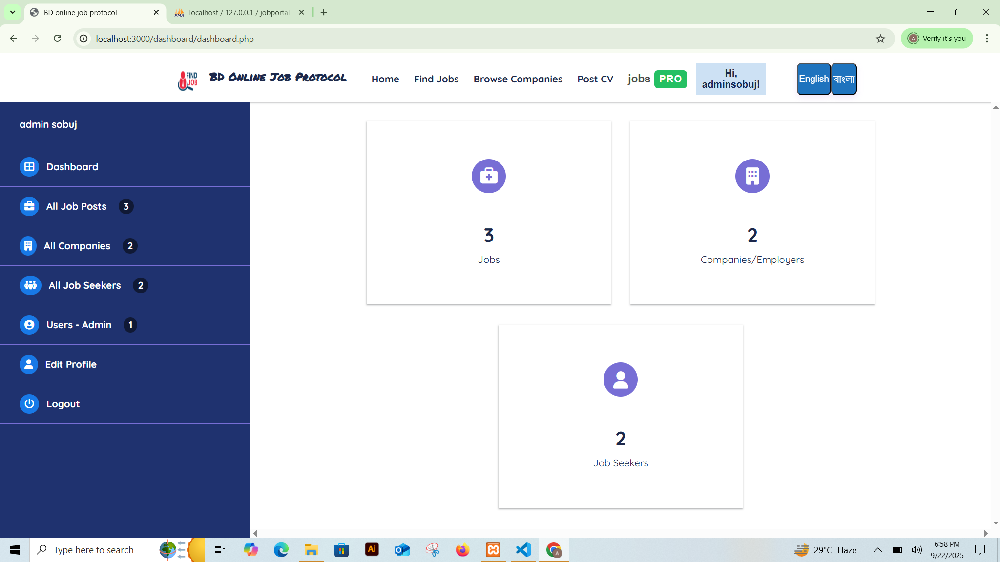 BD online job protocol
localhost / 127.0.0.1 / jobportal
localhost:3000/dashboard/dashboard.php
Verify it's you
FIND JOB
BD Online Job Protocol
Home
Find Jobs
Browse Companies
Post CV
jobs PRO
Hi,
adminsobuj!
English
বাংলা
admin sobuj
Dashboard
All Job Posts 3
All Companies 2
All Job Seekers 2
Users - Admin 1
Edit Profile
Logout
3
Jobs
2
Companies/Employers
2
Job Seekers
Type here to search
29°C Haze
6:58 PM
9/22/2025